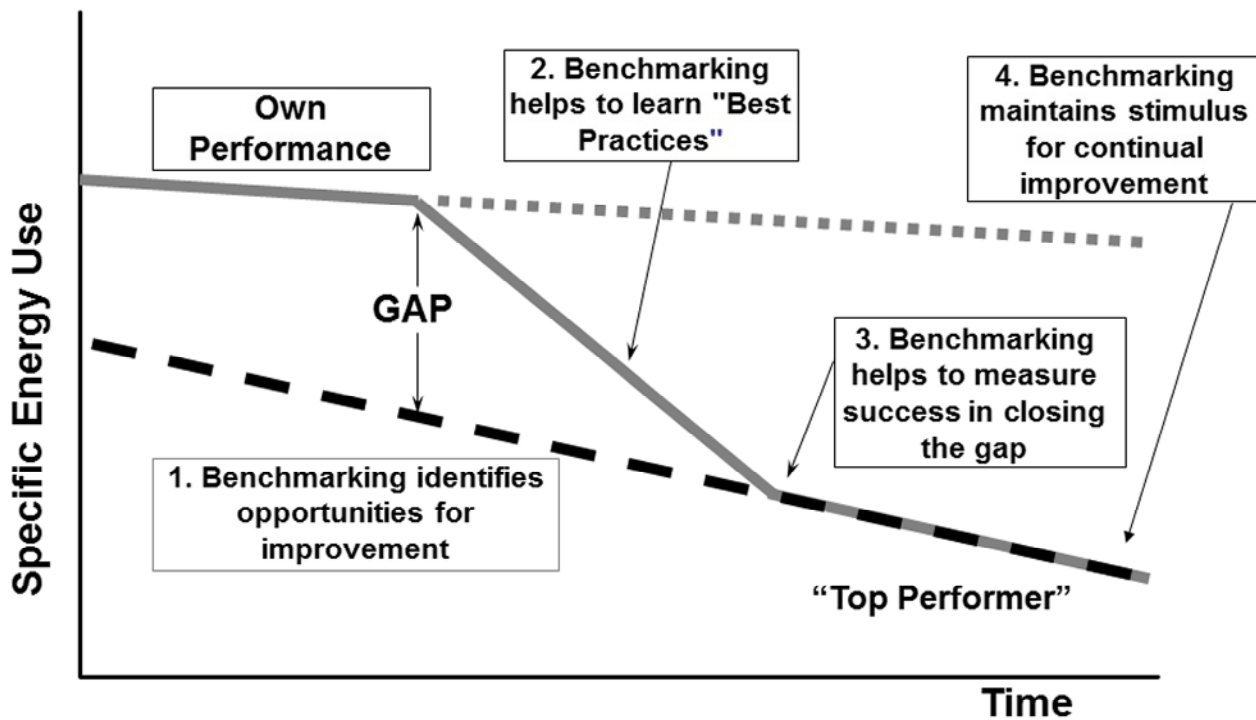 Own
Performance
2. Benchmarking
helps to learn "Best
Practices"
4. Benchmarking
maintains stimulus
for continual
improvement
GAP
3. Benchmarking
helps to measure
success in closing
the gap
1. Benchmarking identifies
opportunities for
improvement
“Top Performer”
Specific Energy Use
Time